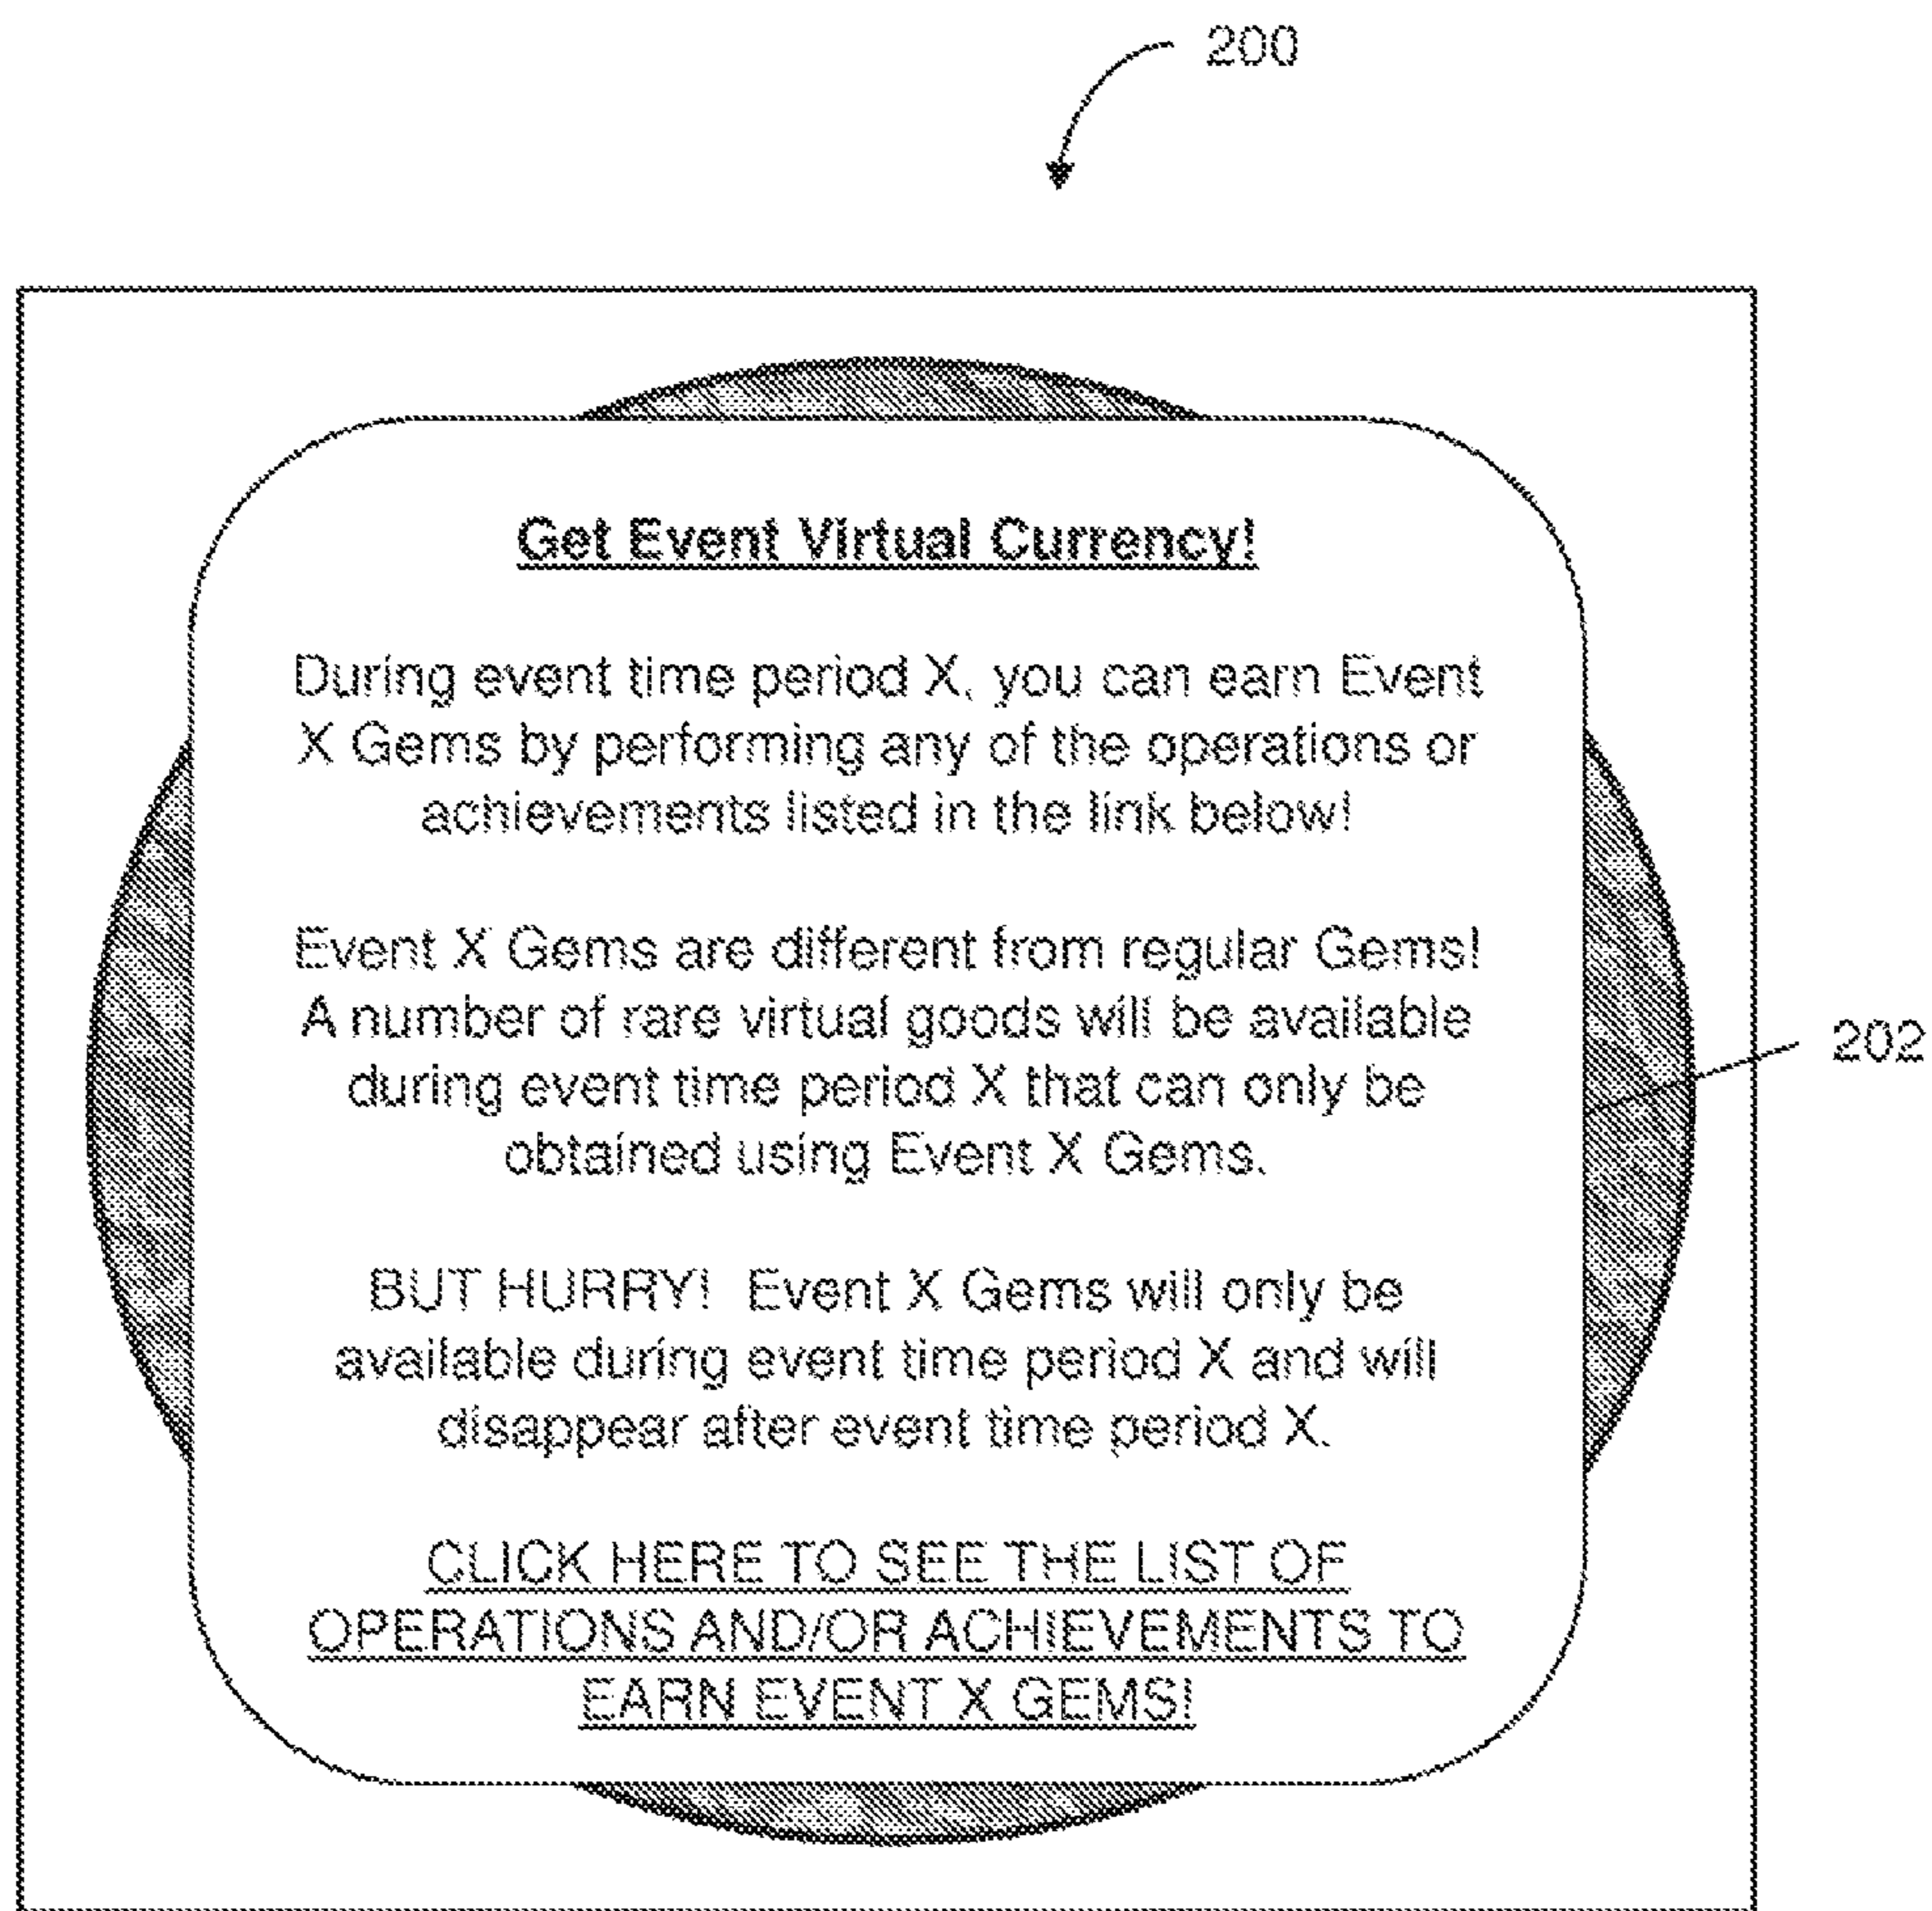 200
Get Event Virtual Currency!
During event time period X, you can earn Event
X Gems by performing any of the operations or
achievements listed in the link below!
Event X Gems are different from regular Gems!
A number of rare virtual goods will be available
during event time period X that can only be
obtained using Event X Gems.
202
BUT HURRY! Event X Gems will only be
available during event time period X and will
disappear after event time period X.
CLICK HERE TO SEE THE LIST OF
OPERATIONS AND/OR ACHIEVEMENTS TO
EARN EVENT X GEMS!